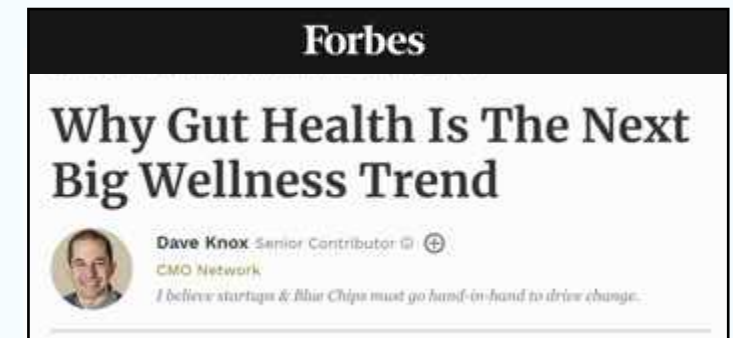 Forbes
Why Gut Health Is The Next
Big Wellness Trend
Dave Knox Senior Contributor
CMO Network
I believe startups & Blue Chips must go hand-in-hand to drive change.